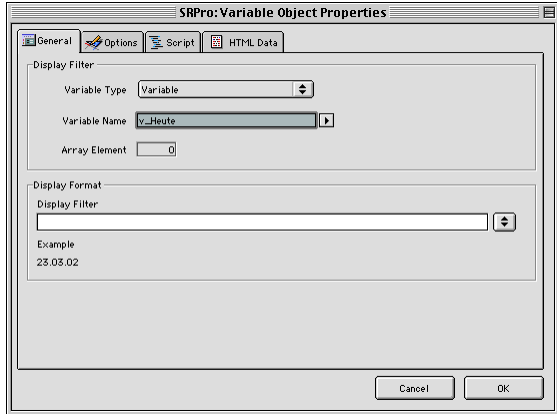 SRPro: Variable Object Properties
General Options Script HTML Data
Display Filter
Variable Type Variable
Variable Name v_Heute
Array Element 0
Display Format
Display Filter
Example
23.03.02
Cancel OK